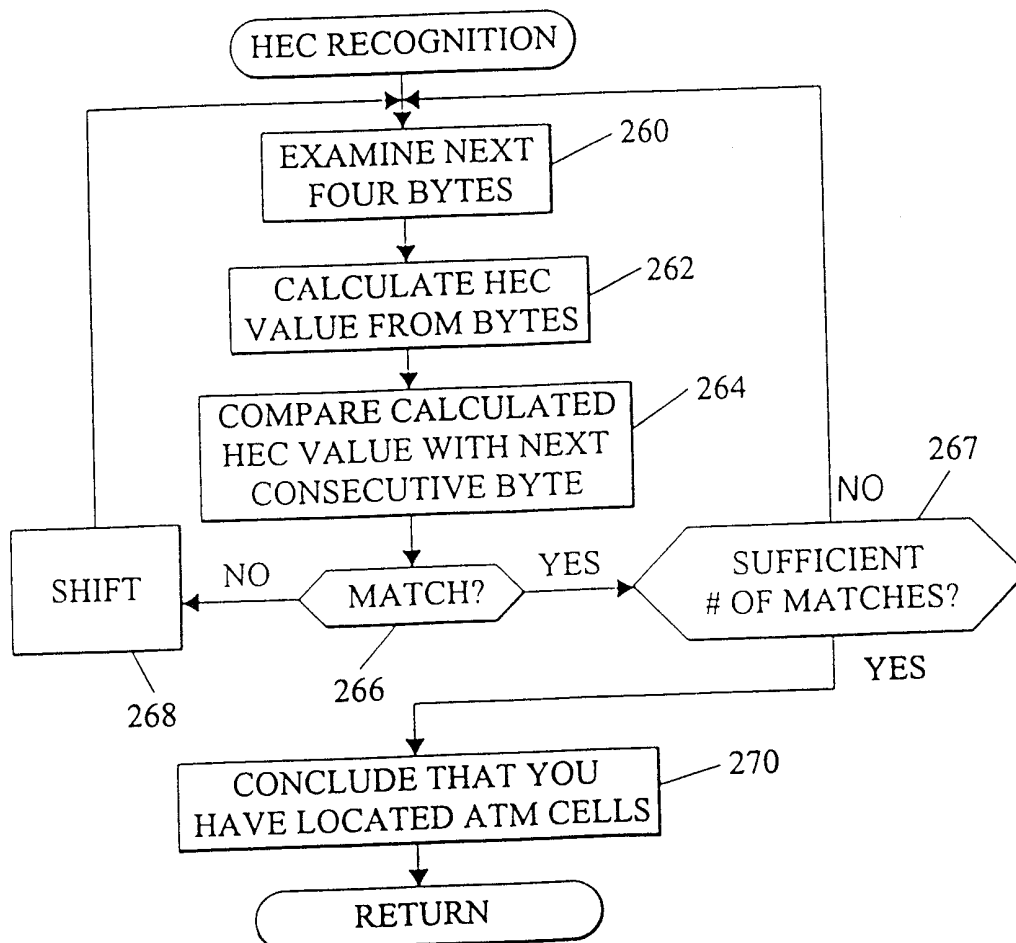 HEC RECOGNITION
EXAMINE NEXT
FOUR BYTES
260
CALCULATE HEC
VALUE FROM BYTES
262
COMPARE CALCULATED
HEC VALUE WITH NEXT
CONSECUTIVE BYTE
264
267
NO
SHIFT
NO
MATCH?
YES
SUFFICIENT
# OF MATCHES?
268
266
YES
CONCLUDE THAT YOU
HAVE LOCATED ATM CELLS
270
RETURN